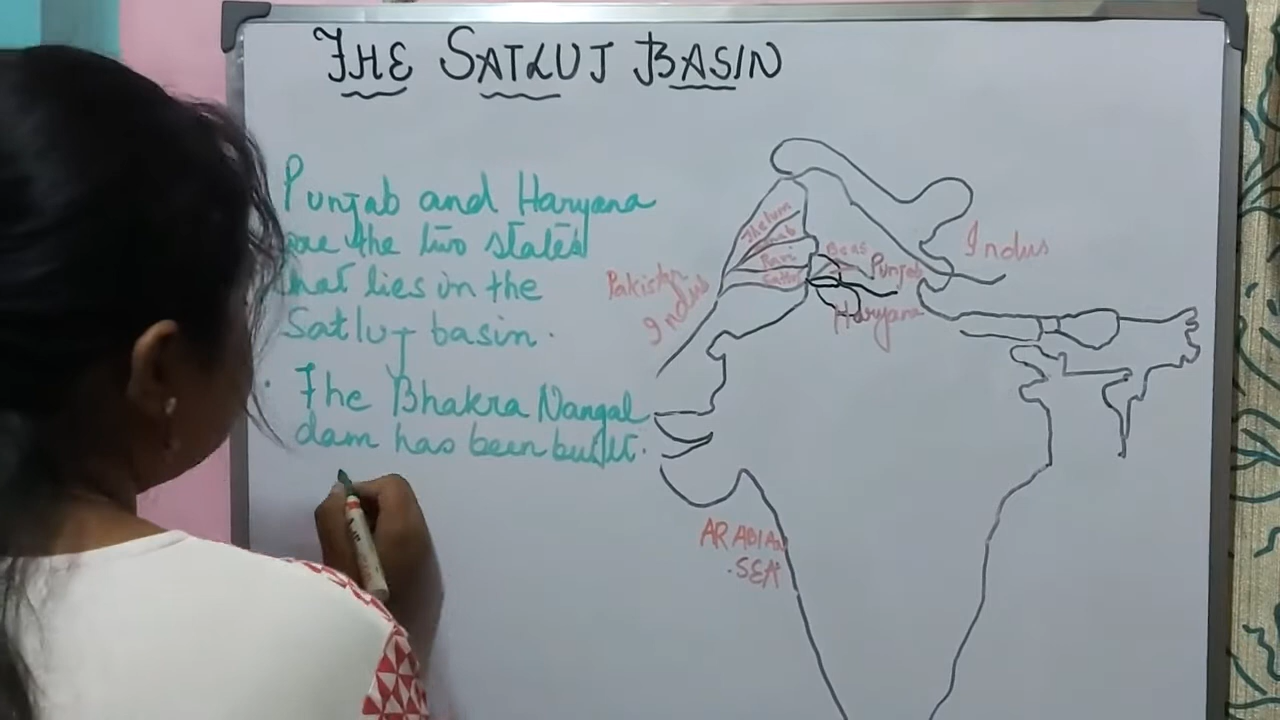 THE SATLUJ BASIN
Punjab and Haryana
are the two states
that lies in the
Satluj basin.
The Bhakra Nangal
dam has been built.
Jhelum
Ravi
Satluj
Beas
Punjab
Haryana
Indus
Pakistan
Indus
ARABIAN
SEA